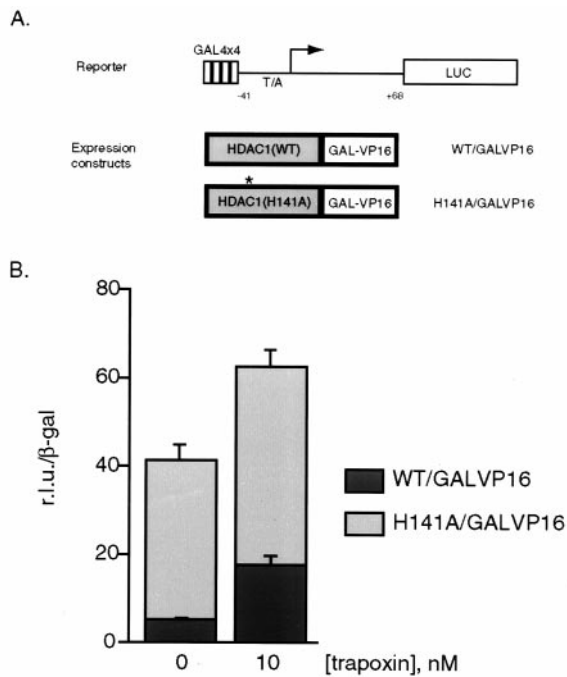 A.
GAL4x4
Reporter
T/A
LUC
-41
+68
Expression
constructs
HDAC1(WT)
GAL-VP16
WT/GALVP16
*
HDAC1(H141A)
GAL-VP16
H141A/GALVP16
B.
80
60
40
20
0
r.l.u./β-gal
WT/GALVP16
H141A/GALVP16
0
10
[trapoxin], nM